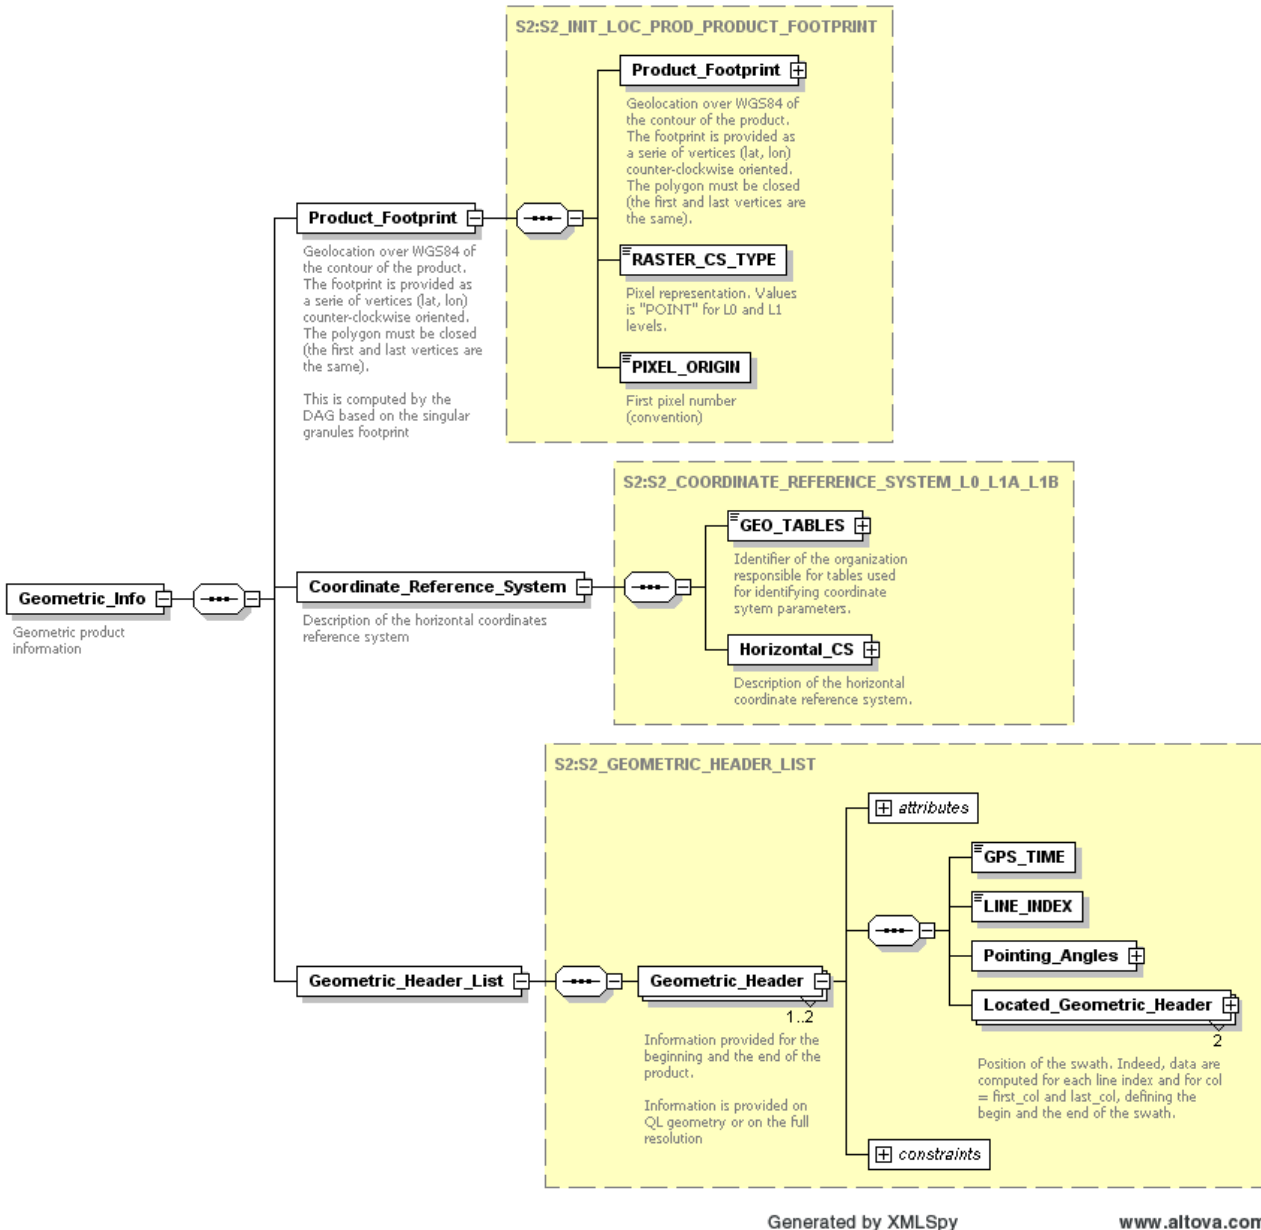 S2:S2_INIT_LOC_PROD_PRODUCT_FOOTPRINT
Product_Footprint
Geolocation over WGS84 of
the contour of the product.
The footprint is provided as
a serie of vertices (lat, lon)
counter-clockwise oriented.
The polygon must be closed
(the first and last vertices are
the same).
Product_Footprint
Geolocation over WGS84 of
the contour of the product.
The footprint is provided as
a serie of vertices (lat, lon)
counter-clockwise oriented.
The polygon must be closed
(the first and last vertices are
the same).
This is computed by the
DAG based on the singular
granules footprint
RASTER_CS_TYPE
Pixel representation. Values
is "POINT" for L0 and L1
levels.
PIXEL_ORIGIN
First pixel number
(convention)
S2:S2_COORDINATE_REFERENCE_SYSTEM_L0_L1A_L1B
GEO_TABLES
Identifier of the organization
responsible for tables used
for identifying coordinate
sytem parameters.
Geometric_Info
Geometric product
information
Coordinate_Reference_System
Description of the horizontal coordinates
reference system
Horizontal_CS
Description of the horizontal
coordinate reference system.
S2:S2_GEOMETRIC_HEADER_LIST
attributes
GPS_TIME
LINE_INDEX
Pointing_Angles
Geometric_Header_List
Geometric_Header
1..2
Information provided for the
beginning and the end of the
product.
Information is provided on
QL geometry or on the full
resolution
Located_Geometric_Header
2
Position of the swath. Indeed, data are
computed for each line index and for col
= first_col and last_col, defining the
begin and the end of the swath.
constraints
Generated by XMLSpy
www.altova.com